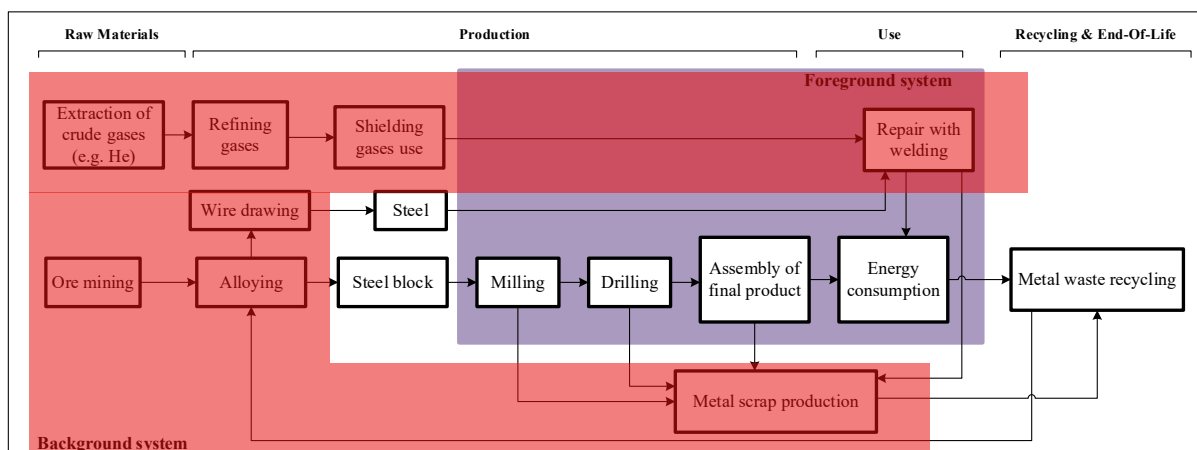 Raw Materials
Production
Use
Recycling & End-Of-Life
Foreground system
Extraction of
crude gases
(e.g. He)
Refining
gases
Shielding
gases use
Repair with
welding
Wire drawing
Steel
Ore mining
Alloying
Steel block
Milling
Drilling
Assembly of
final product
Energy
consumption
Metal waste recycling
Metal scrap production
Background system